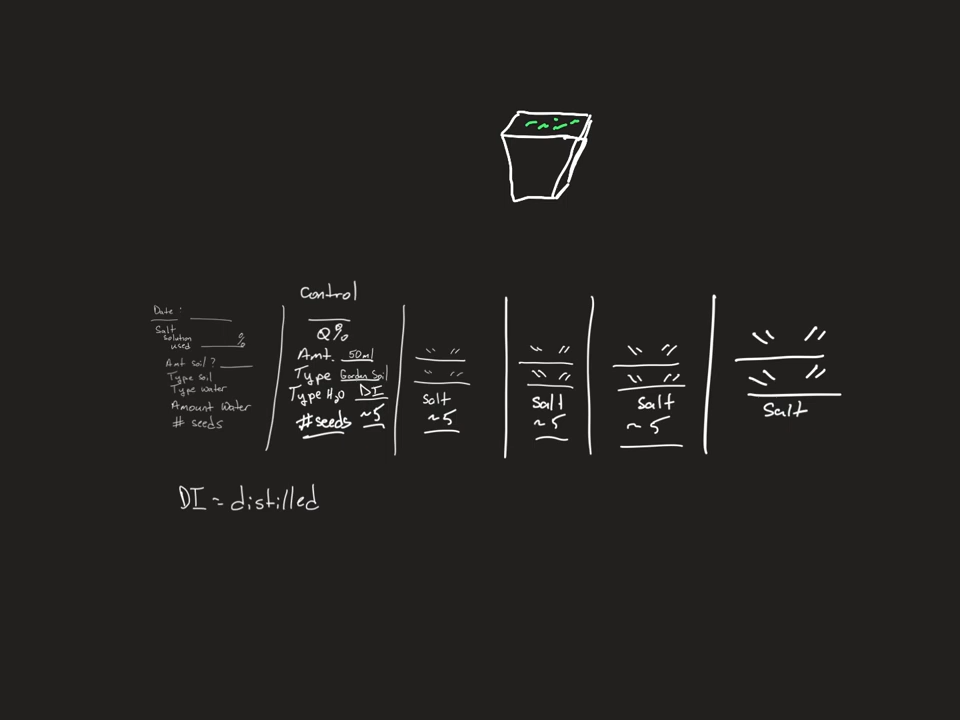 Date:
Salt
solution
used %
Amt soil?
Type soil
Type water
Amount Water
# seeds
Control
0%
Amt. 50ml
Type Garden Soil
Type H2O DI
#seeds ~5
" "
" "
Salt
~5
" "
" "
Salt
~5
" "
" "
Salt
~5
" "
" "
Salt
DI = distilled